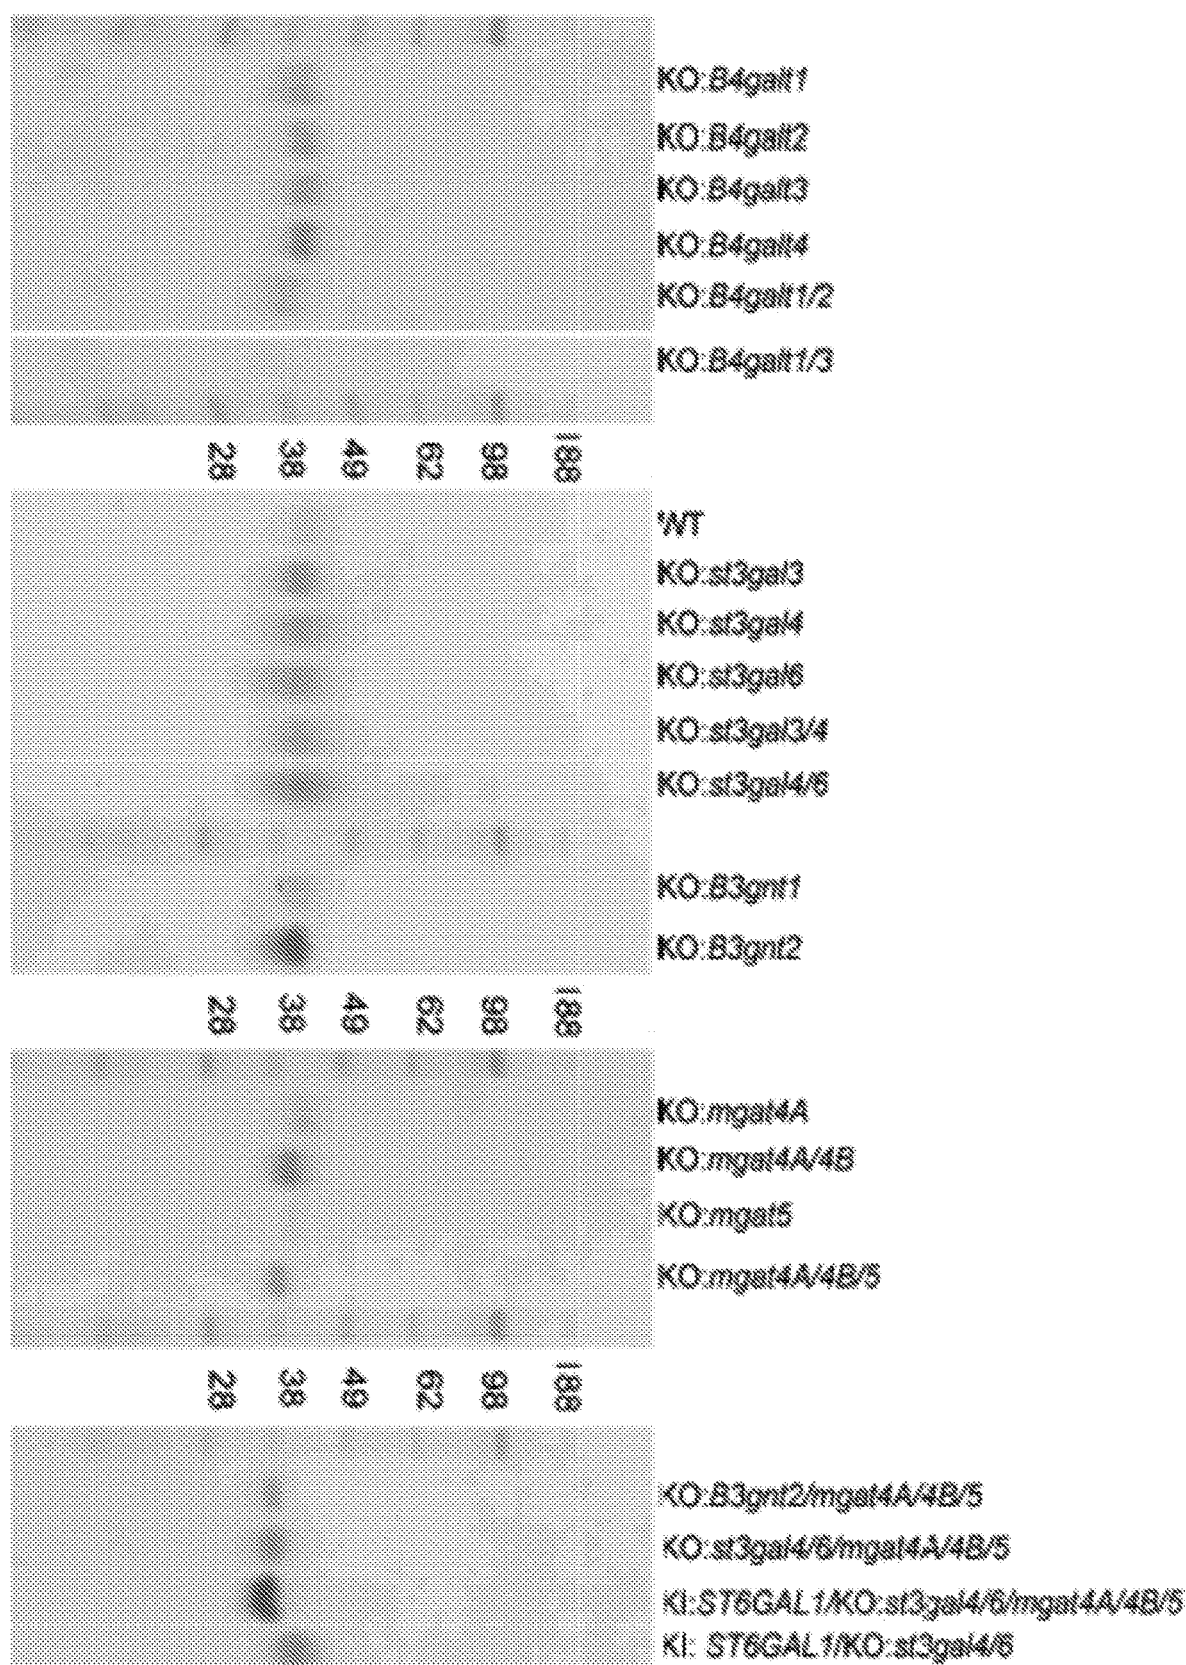 KO:B4galt1
KO:B4galt2
KO:B4galt3
KO:B4galt4
KO:B4galt1/2
KO:B4galt1/3
28 38 49 62 98 188
WT
KO:st3gal3
KO:st3gal4
KO:st3gal6
KO:st3gal3/4
KO:st3gal4/6
KO:B3gnt1
KO:B3gnt2
28 38 49 62 98 188
KO:mgat4A
KO:mgat4A/4B
KO:mgat5
KO:mgat4A/4B/5
28 38 49 62 98 188
KO:B3gnt2/mgat4A/4B/5
KO:st3gal4/6/mgat4A/4B/5
KI:ST6GAL1/KO:st3gal4/6/mgat4A/4B/5
KI: ST6GAL1/KO:st3gal4/6